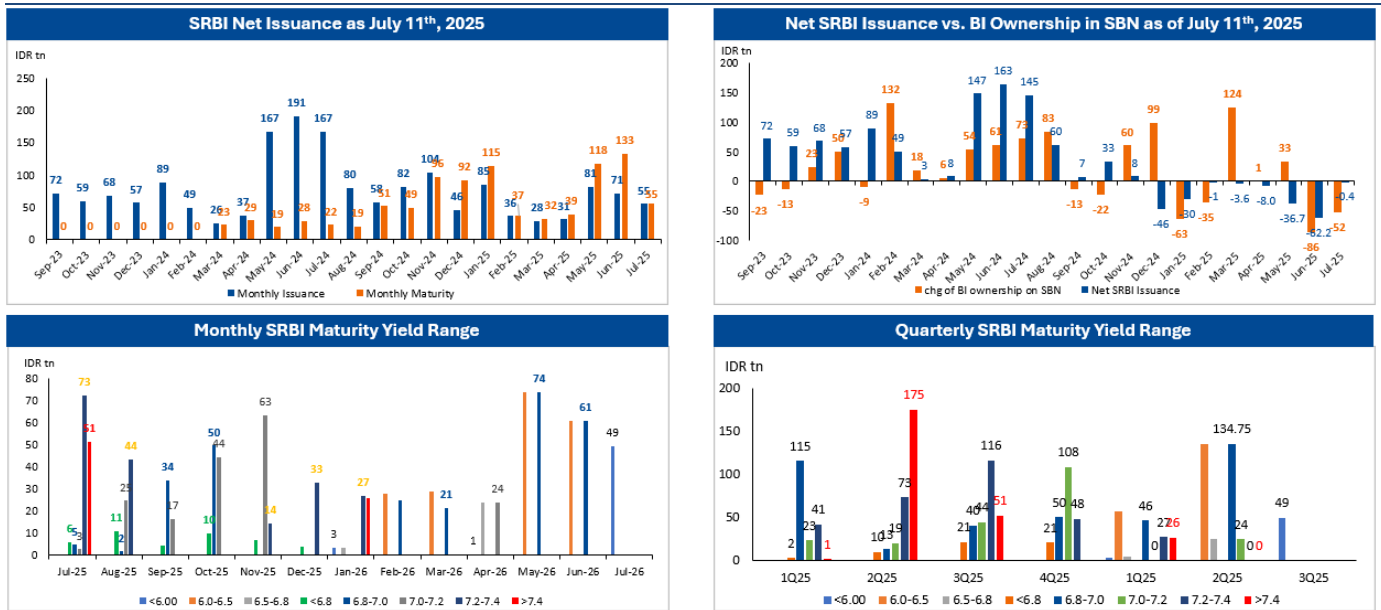 SRBI Net Issuance as July 11th, 2025
IDR tn
250
200
150
100
50
0
72 59 68 57 89 49 26 37 167 191 167 80 58 82 104 46 85 36 28 31 81 71 55
0 0 0 0 0 0 23 29 19 28 22 19 51 49 96 92 115 37 32 39 118 133 55
Sep-23 Oct-23 Nov-23 Dec-23 Jan-24 Feb-24 Mar-24 Apr-24 May-24 Jun-24 Jul-24 Aug-24 Sep-24 Oct-24 Nov-24 Dec-24 Jan-25 Feb-25 Mar-25 Apr-25 May-25 Jun-25 Jul-25
Monthly Issuance Monthly Maturity
Net SRBI Issuance vs. BI Ownership in SBN as of July 11th, 2025
IDR tn
200
150
100
50
0
-50
-100
-23 -13 23 50 -9 132 18 6 54 61 73 83 -13 -22 60 99 -63 -35 124 1 33 -86 -52
72 59 68 57 89 49 3 8 147 163 145 60 7 33 8 -46 -30 -1 -3.6 -8.0 -36.7 -62.2 -0.4
Sep-23 Oct-23 Nov-23 Dec-23 Jan-24 Feb-24 Mar-24 Apr-24 May-24 Jun-24 Jul-24 Aug-24 Sep-24 Oct-24 Nov-24 Dec-24 Jan-25 Feb-25 Mar-25 Apr-25 May-25 Jun-25 Jul-25
chg of BI ownership on SBN Net SRBI Issuance
Monthly SRBI Maturity Yield Range
IDR tn
80
70
60
50
40
30
20
10
0
6 5 3 73 51 11 2 25 44 34 17 10 50 44 63 14 33 3 27 21 1 24 74 61 49
Jul-25 Aug-25 Sep-25 Oct-25 Nov-25 Dec-25 Jan-26 Feb-26 Mar-26 Apr-26 May-26 Jun-26 Jul-26
<6.00 6.0-6.5 6.5-6.8 <6.8 6.8-7.0 7.0-7.2 7.2-7.4 >7.4
Quarterly SRBI Maturity Yield Range
IDR tn
200
150
100
50
0
2 115 23 41 1 10 13 19 73 175 21 40 44 116 51 21 50 108 48 46 0 27 26 134.75 24 0 0 49
1Q25 2Q25 3Q25 4Q25 1Q25 2Q25 3Q25
<6.00 6.0-6.5 6.5-6.8 <6.8 6.8-7.0 7.0-7.2 7.2-7.4 >7.4